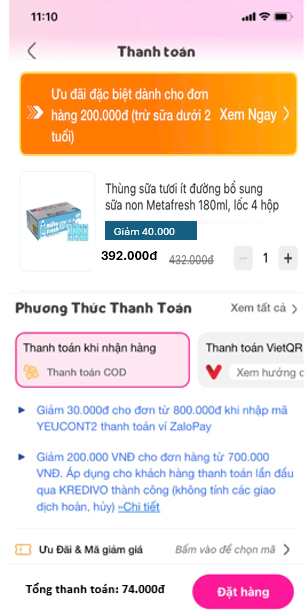 11:10
Thanh toán
Ưu đãi đặc biệt dành cho đơn
hàng 200.000đ (trừ sữa dưới 2 Xem Ngay
tuổi)
Thùng sữa tươi ít đường bổ sung
sữa non Metafresh 180ml, lốc 4 hộp
Giảm 40.000
392.000đ 432.000đ - 1 +
Phương Thức Thanh Toán Xem tất cả
Thanh toán khi nhận hàng Thanh toán VietQR
Thanh toán COD Xem hướng
Giảm 30.000đ cho đơn từ 800.000đ khi nhập mã
YEUCONT2 thanh toán ví ZaloPay
Giảm 200.000 VNĐ cho đơn hàng từ 700.000
VNĐ. Áp dụng cho khách hàng thanh toán lần đầu
qua KREDIVO thành công (không tính các giao
dịch hoàn, hủy) »Chi tiết
Ưu Đãi & Mã giảm giá Bấm vào để chọn mã
Tổng thanh toán: 74.000đ Đặt hàng